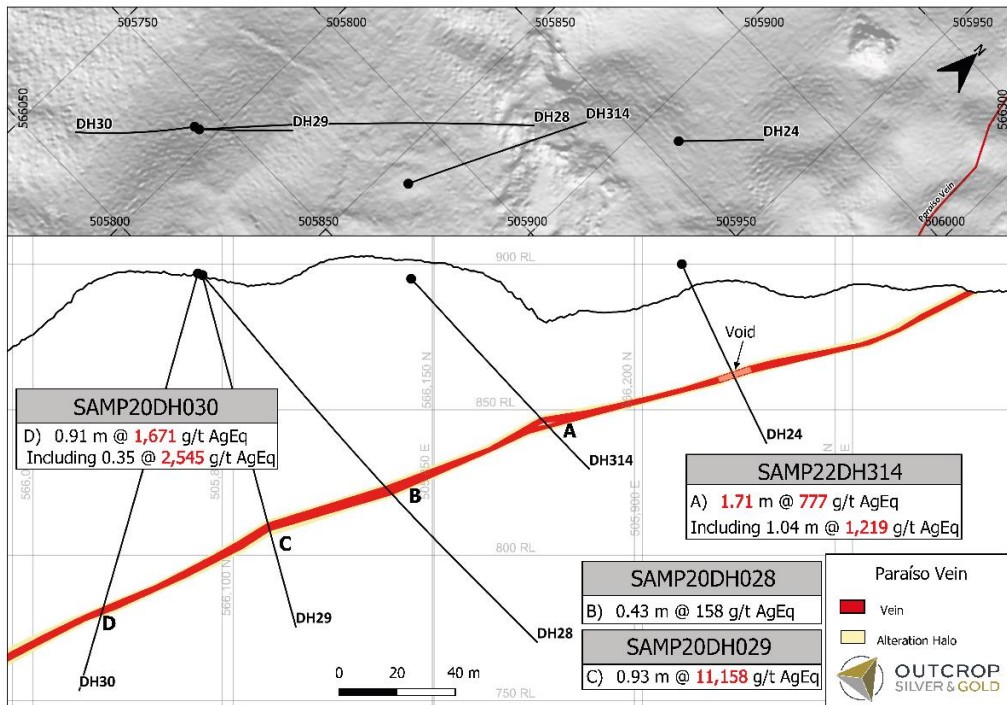 505750
505800
505850
505900
505950
N
566050
566300
DH30
DH29
DH28
DH314
DH24
Paraíso Vein
505800
505850
505900
505950
506000
900 RL
Void
566,150 N
566,200 N
850 RL
SAMP20DH030
D) 0.91 m @ 1,671 g/t AgEq
Including 0.35 @ 2,545 g/t AgEq
A
DH24
DH314
SAMP22DH314
A) 1.71 m @ 777 g/t AgEq
Including 1.04 m @ 1,219 g/t AgEq
B
505,900 E
C
800 RL
566,100 N
SAMP20DH028
B) 0.43 m @ 158 g/t AgEq
SAMP20DH029
C) 0.93 m @ 11,158 g/t AgEq
Paraíso Vein
Vein
Alteration Halo
D
DH29
DH28
DH30
0 20 40 m
750 RL
OUTCROP
SILVER & GOLD